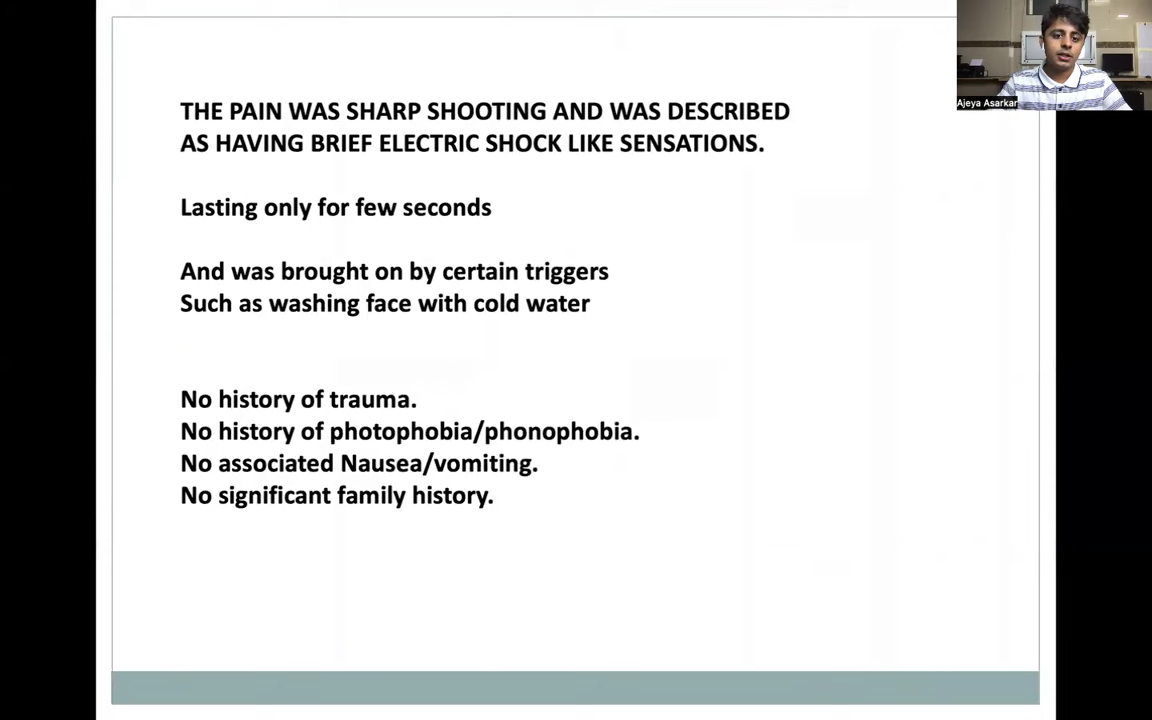 THE PAIN WAS SHARP SHOOTING AND WAS DESCRIBED
AS HAVING BRIEF ELECTRIC SHOCK LIKE SENSATIONS.
Lasting only for few seconds
And was brought on by certain triggers
Such as washing face with cold water
No history of trauma.
No history of photophobia/phonophobia.
No associated Nausea/vomiting.
No significant family history.
Ajeya Asarkar